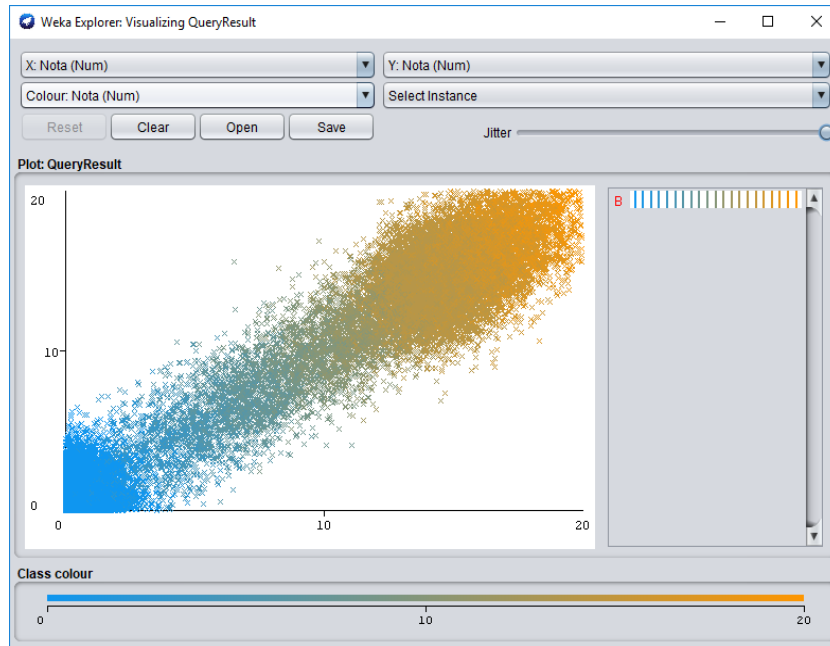 Weka Explorer: Visualizing QueryResult
X: Nota (Num) Y: Nota (Num)
Colour: Nota (Num) Select Instance
Reset Clear Open Save Jitter
Plot: QueryResult
20
10
0
0 10 20
B
Class colour
0 10 20